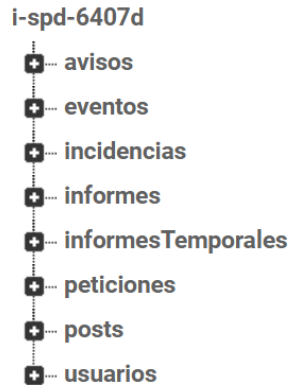 i-spd-6407d
avisos
eventos
incidencias
informes
informesTemporales
peticiones
posts
usuarios